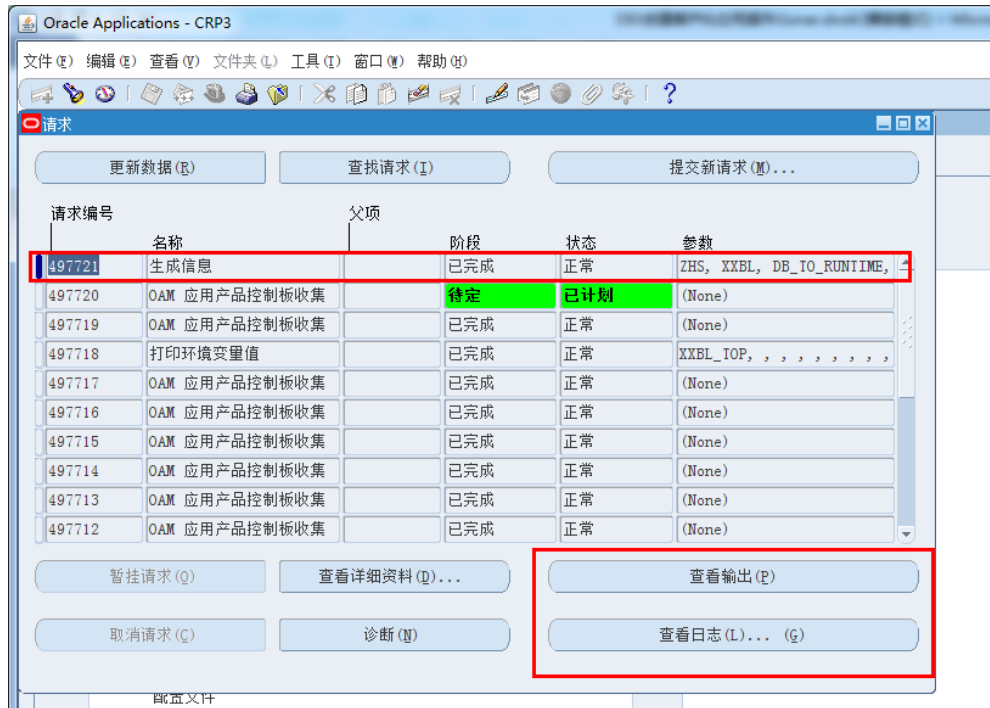 Oracle Applications - CRP3
文件(F) 编辑(E) 查看(V) 文件夹(L) 工具(I) 窗口(W) 帮助(H)
?
请求
更新数据(R) 查找请求(I) 提交新请求(M)...
请求编号 父项
名称 阶段 状态 参数
497721 生成信息 已完成 正常 ZHS, XXBL, DB_TO_RUNTIME,
497720 OAM 应用产品控制板收集 待定 已计划 (None)
497719 OAM 应用产品控制板收集 已完成 正常 (None)
497718 打印环境变量值 已完成 正常 XXBL_TOP, , , , , , , , ,
497717 OAM 应用产品控制板收集 已完成 正常 (None)
497716 OAM 应用产品控制板收集 已完成 正常 (None)
497715 OAM 应用产品控制板收集 已完成 正常 (None)
497714 OAM 应用产品控制板收集 已完成 正常 (None)
497713 OAM 应用产品控制板收集 已完成 正常 (None)
497712 OAM 应用产品控制板收集 已完成 正常 (None)
暂挂请求(O) 查看详细资料(D)... 查看输出(P)
取消请求(C) 诊断(N) 查看日志(L)... (G)
配置文件